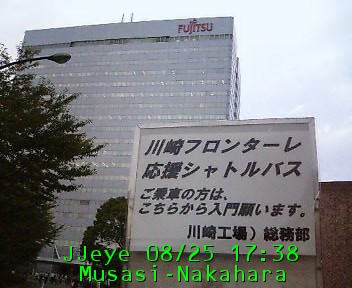 FUJITSU
川崎フロンターレ
応援シャトルバス
ご乗車の方は、
こちらから入門願います。
川崎工場）総務部
JJeye 08/25 17:38
Musasi-Nakahara